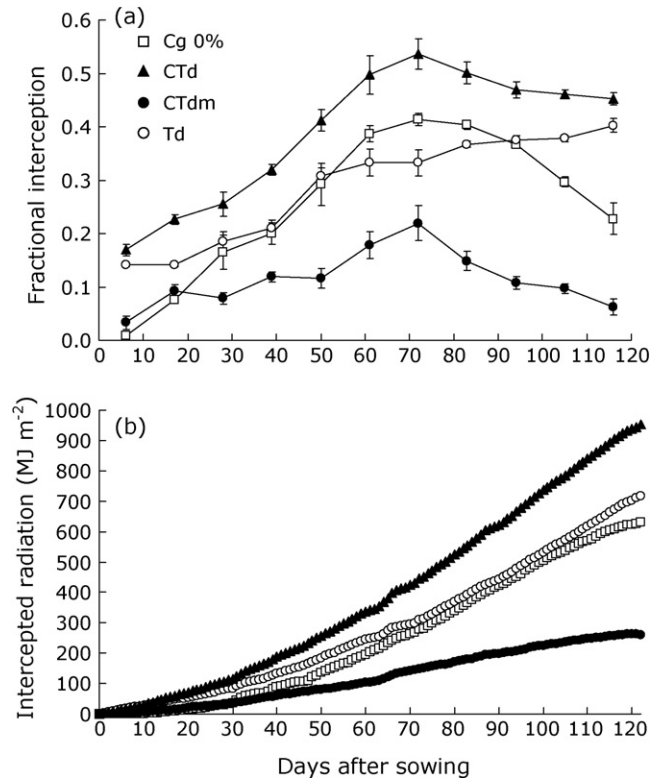 (a)
Cg 0%
CTd
CTdm
Td
Fractional interception
0.6
0.5
0.4
0.3
0.2
0.1
0.0
0 10 20 30 40 50 60 70 80 90 100 110 120
(b)
Intercepted radiation (MJ m⁻²)
1000
900
800
700
600
500
400
300
200
100
0
0 10 20 30 40 50 60 70 80 90 100 110 120
Days after sowing